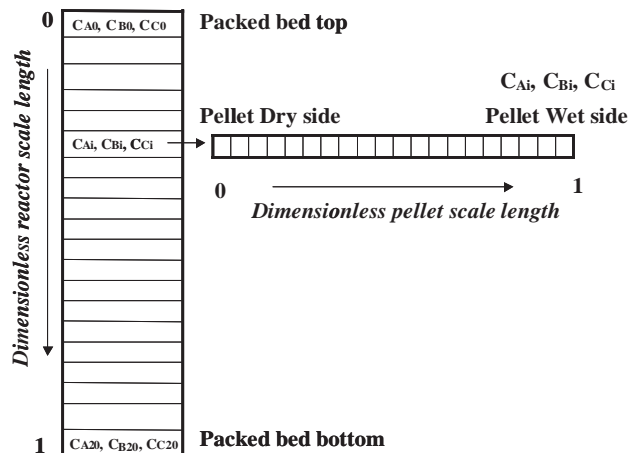 0
CA0, CB0, CC0
Packed bed top
CAi, CBi, CCi
Pellet Dry side
Pellet Wet side
CAi, CBi, CCi
0
1
Dimensionless pellet scale length
Dimensionless reactor scale length
1
CA20, CB20, CC20
Packed bed bottom